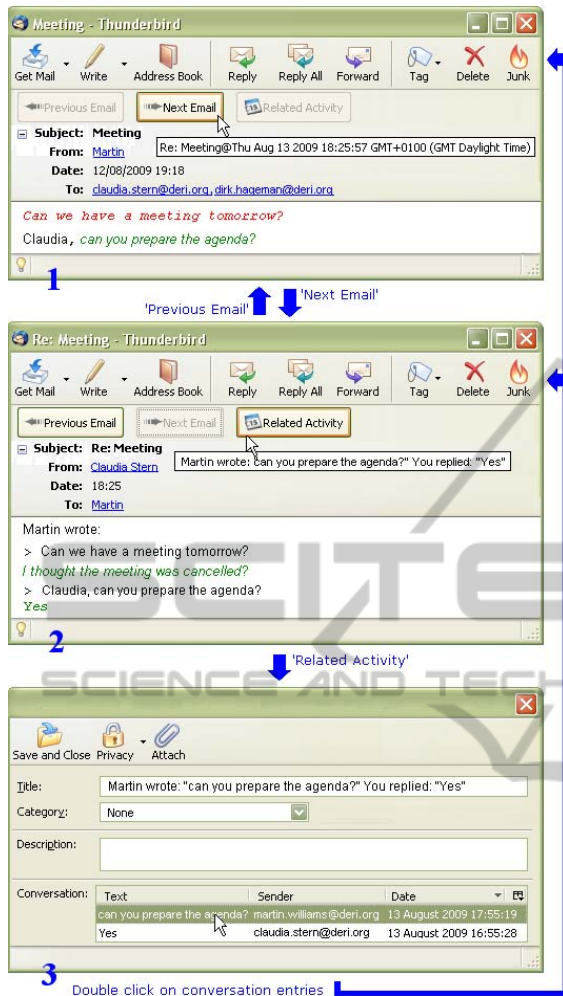 Meeting - Thunderbird
Get Mail Write Address Book Reply Reply All Forward Tag Delete Junk
Previous Email Next Email Related Activity
Subject: Meeting
From: Martin
Re: Meeting@Thu Aug 13 2009 18:25:57 GMT+0100 (GMT Daylight Time)
Date: 12/08/2009 19:18
To: claudia.stern@deri.org, dirk.hageman@deri.org
Can we have a meeting tomorrow?
Claudia, can you prepare the agenda?
1
'Previous Email' 'Next Email'
Re: Meeting - Thunderbird
Get Mail Write Address Book Reply Reply All Forward Tag Delete Junk
Previous Email Next Email Related Activity
Subject: Re: Meeting
From: Claudia Stern
Martin wrote: can you prepare the agenda?" You replied: "Yes"
Date: 18:25
To: Martin
Martin wrote:
> Can we have a meeting tomorrow?
I thought the meeting was cancelled?
> Claudia, can you prepare the agenda?
Yes
2
'Related Activity'
SCITE
SCIENCE AND TECH
Save and Close Privacy Attach
Title: Martin wrote: "can you prepare the agenda?" You replied: "Yes"
Category: None
Description:
Conversation: Text Sender Date
can you prepare the agenda? martin.williams@deri.org 13 August 2009 17:55:19
Yes claudia.stern@deri.org 13 August 2009 16:55:28
3
Double click on conversation entries